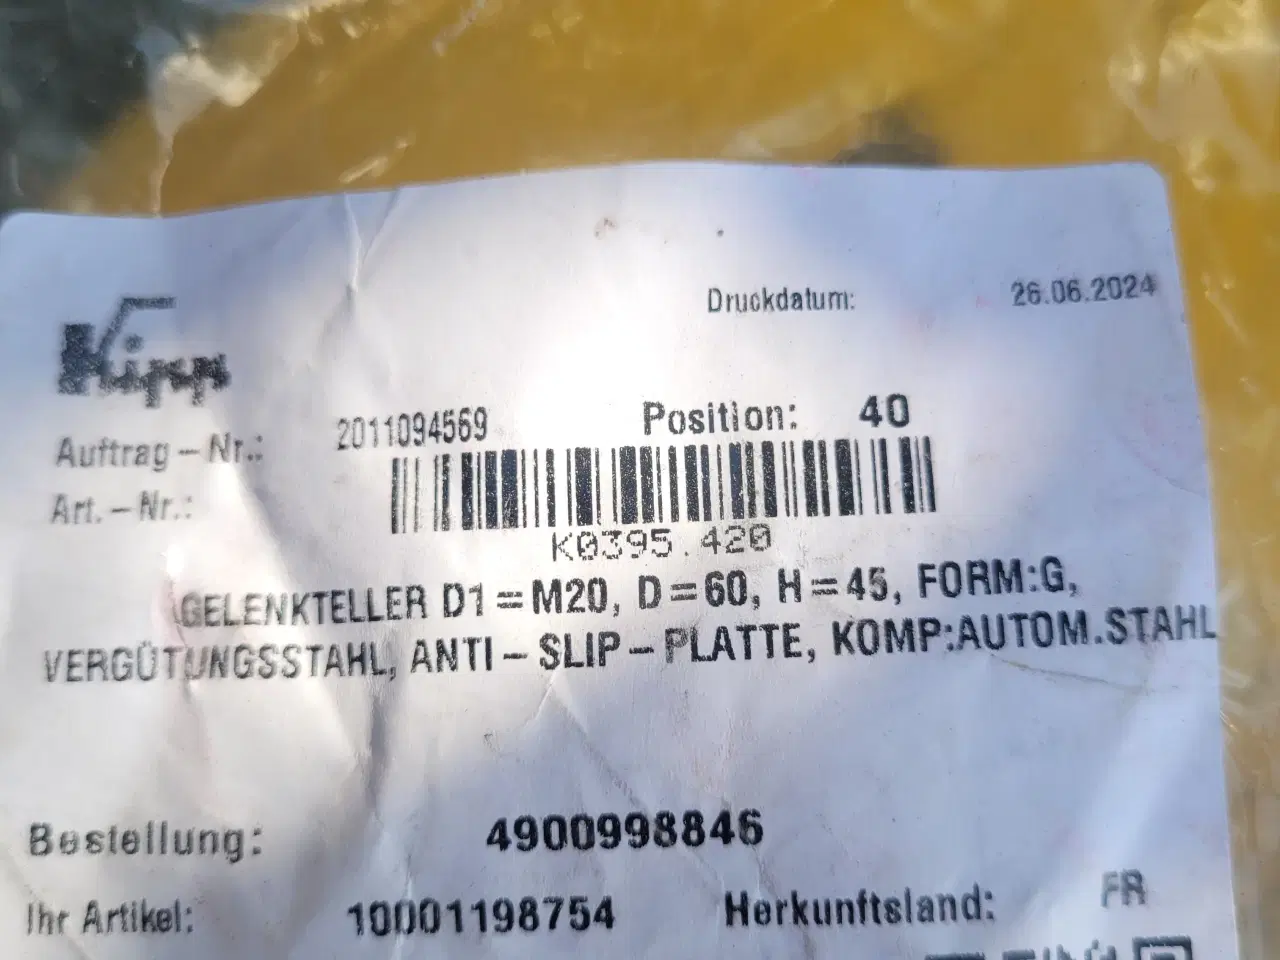 Kipp
Druckdatum: 26.06.2024
Auftrag-Nr.: 2011094569 Position: 40
Art.-Nr.:
K0395.420
GELENKTELLER D1=M20, D=60, H=45, FORM:G,
VERGÜTUNGSSTAHL, ANTI-SLIP-PLATTE, KOMP:AUTOM.STAHL
Bestellung: 4900998846
Ihr Artikel: 10001198754 Herkunftsland: FR